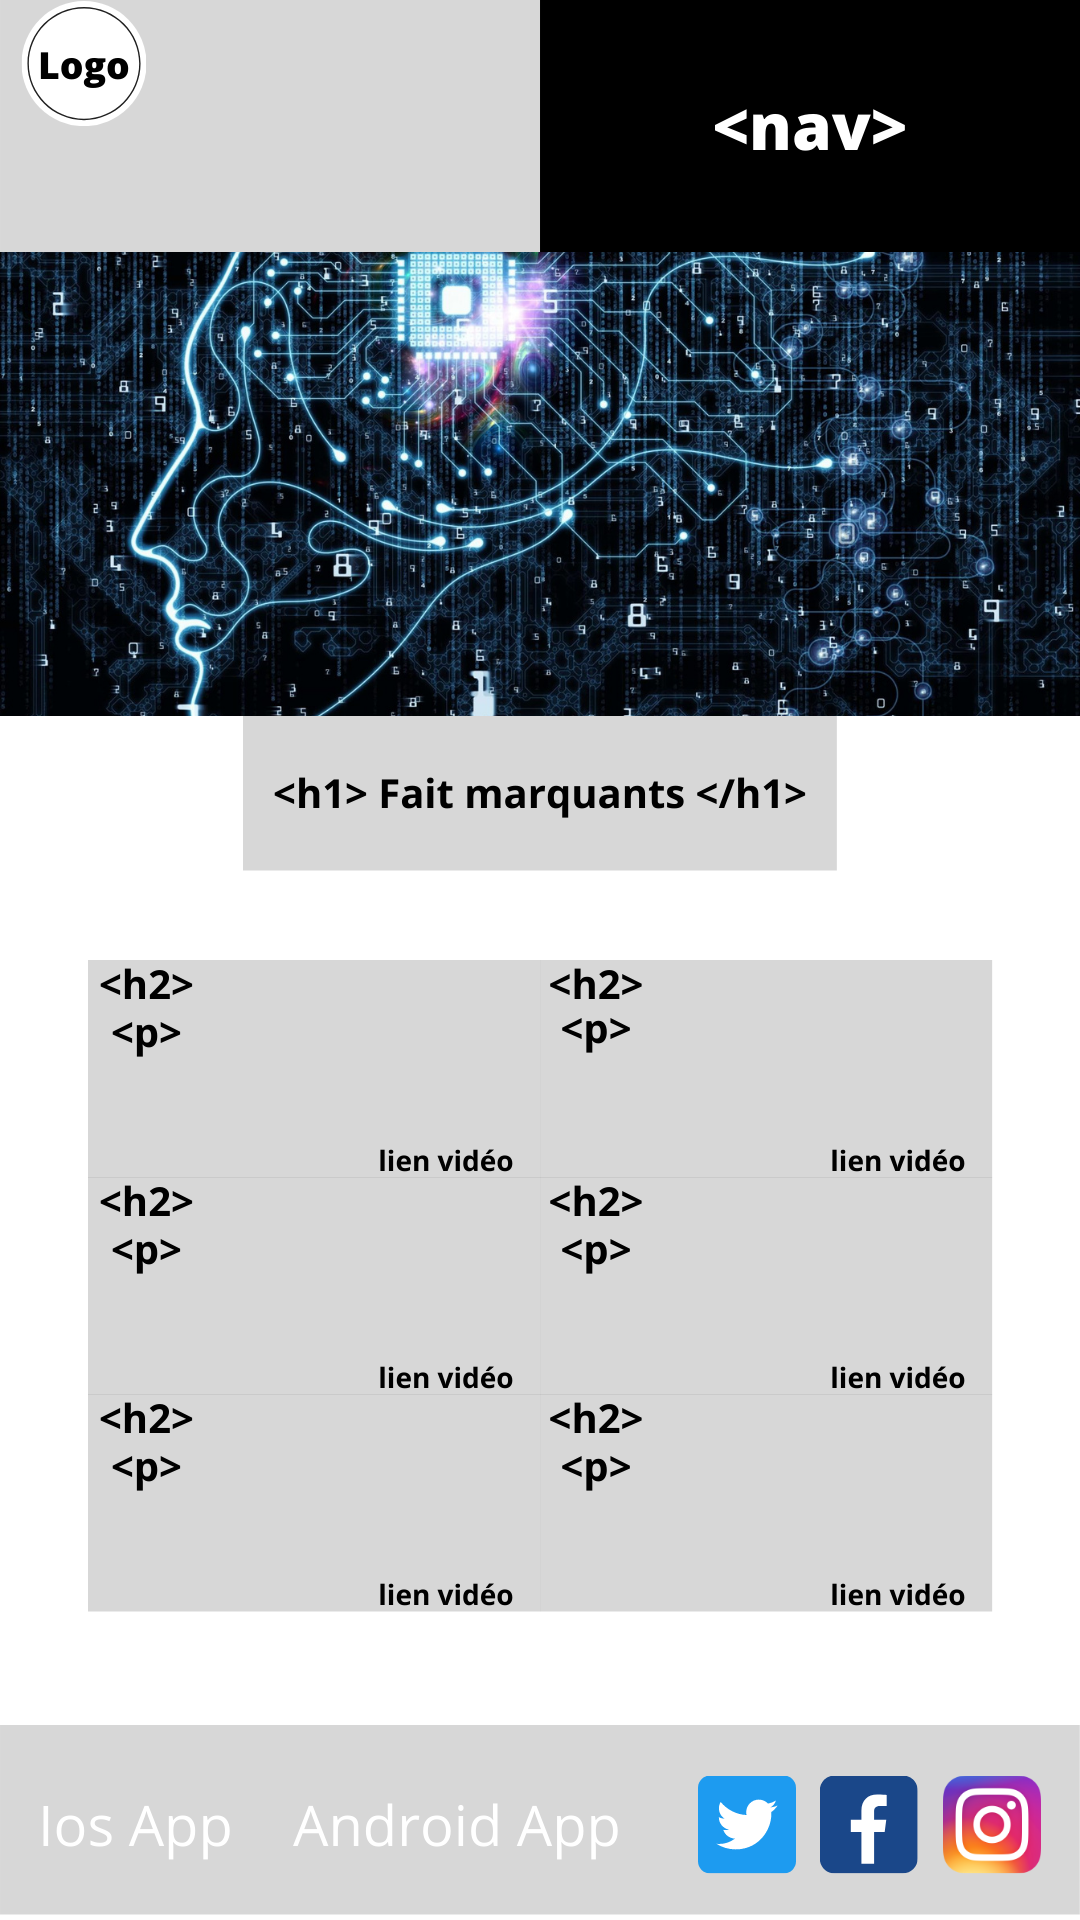 Logo
<nav>
<h1> Fait marquants </h1>
<h2>
<p>
lien vidéo
<h2>
<p>
lien vidéo
<h2>
<p>
lien vidéo
<h2>
<p>
lien vidéo
<h2>
<p>
lien vidéo
<h2>
<p>
lien vidéo
Ios App
Android App